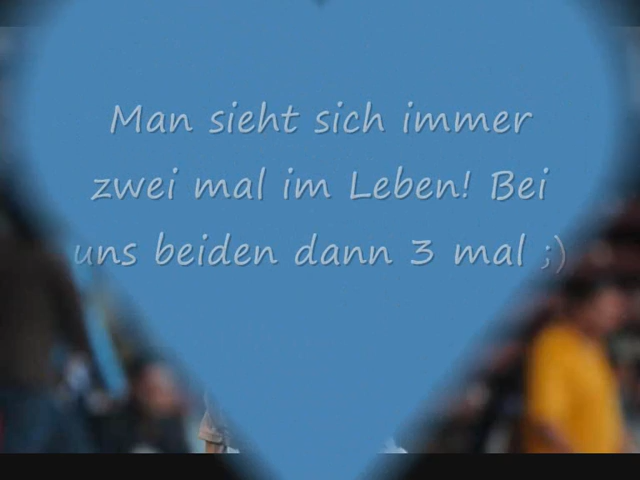 Man sieht sich immer
zwei mal im Leben! Bei
uns beiden dann 3 mal ;)